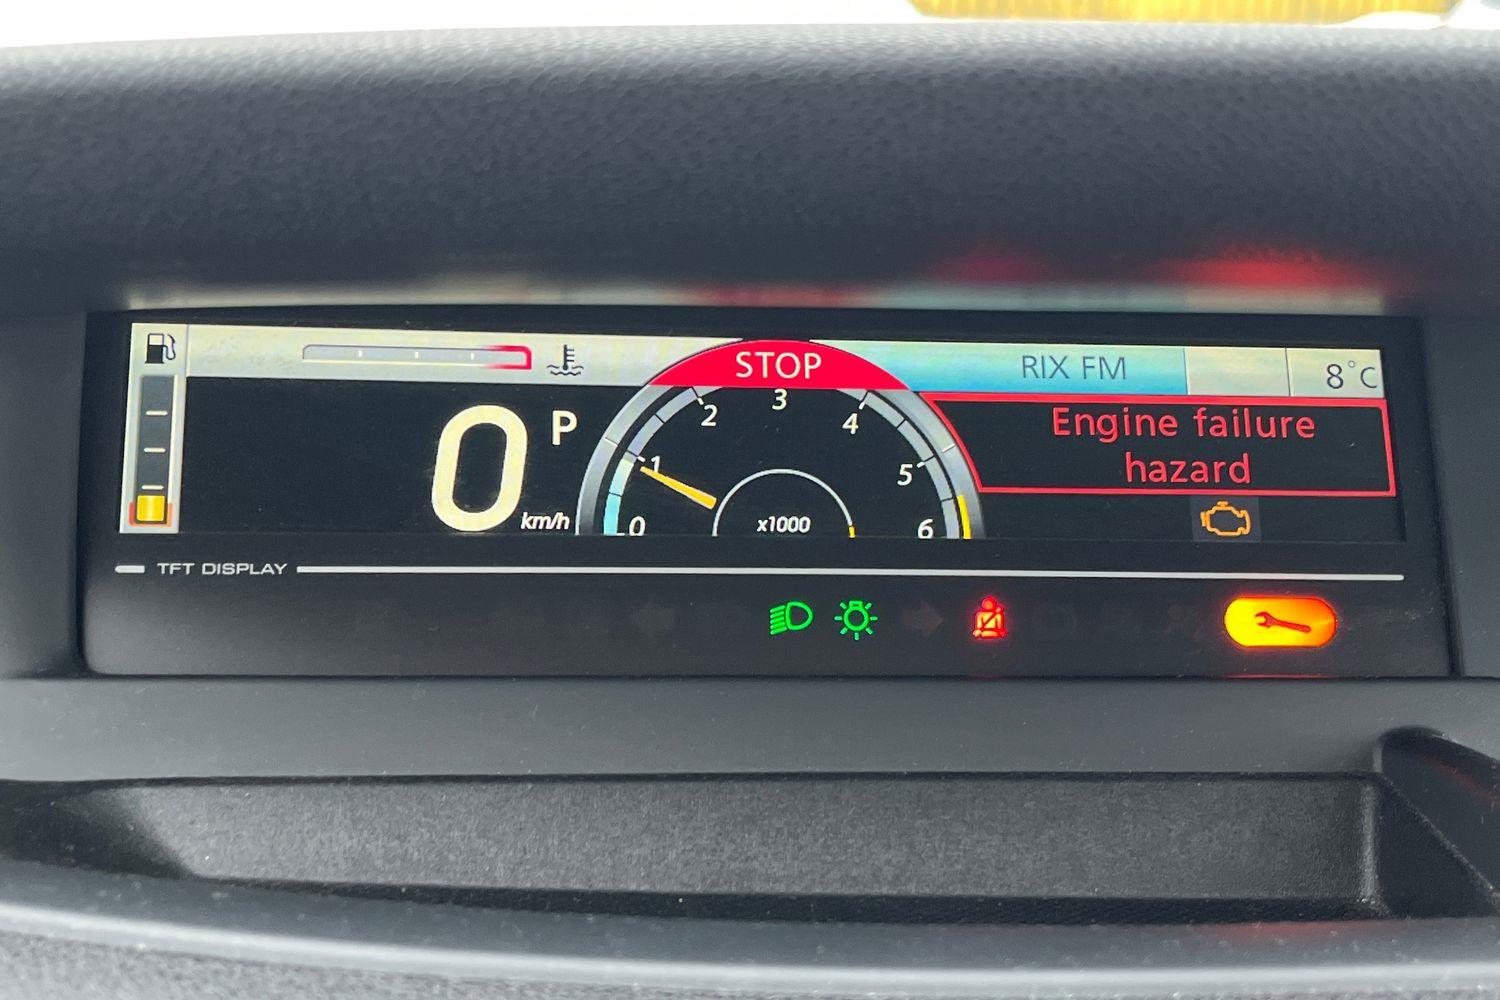 STOP
RIX FM
8°C
Engine failure
hazard
0 P
km/h
0 1 2 3 4 5 6
x1000
TFT DISPLAY